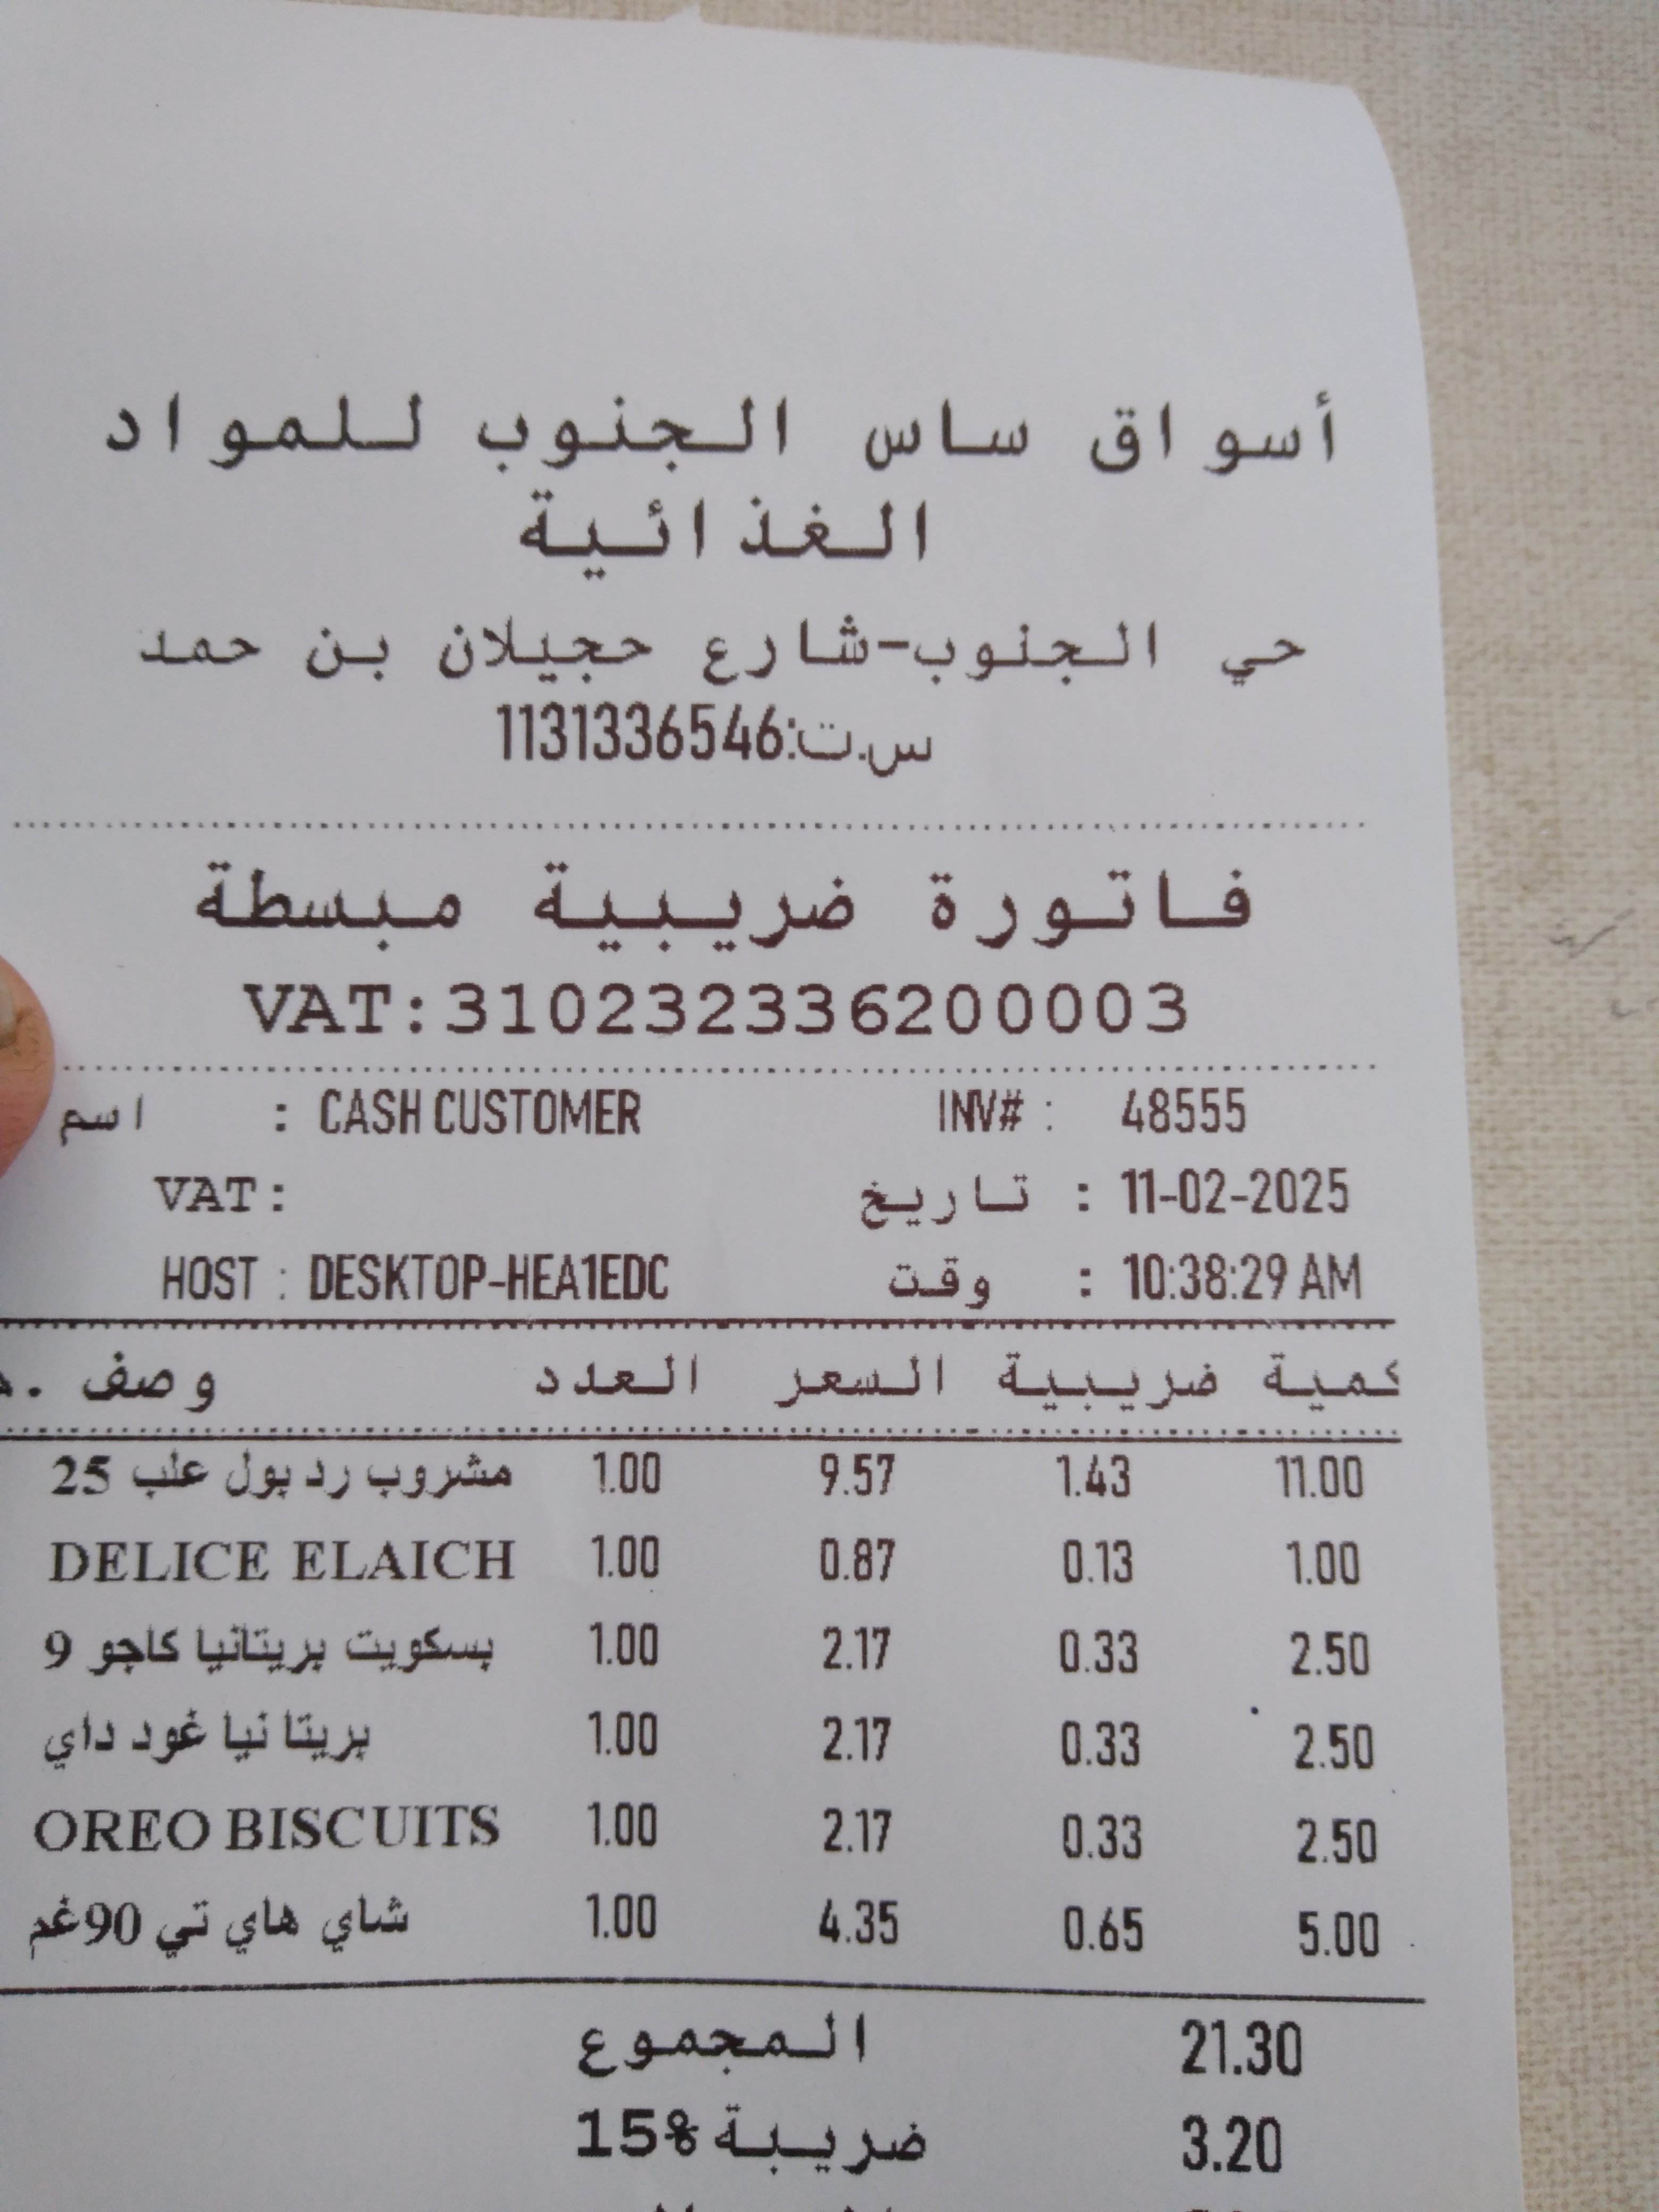 أسواق ساس الجنوب للمواد
الغذائية
حي الجنوب-شارع حجيلان بن حمد
س.ت:1131336546
فاتورة ضريبية مبسطة
VAT:310232336200003
اسم : CASH CUSTOMER INV# : 48555
VAT: تاريخ : 11-02-2025
HOST : DESKTOP-HEA1EDC وقت : 10:38:29 AM
وصف العدد السعر ضريبية كمية
مشروب رد بول علب 25 1.00 9.57 1.43 11.00
DELICE ELAICH 1.00 0.87 0.13 1.00
بسكويت بريتانيا كاجو 9 1.00 2.17 0.33 2.50
بريتا نيا غود داي 1.00 2.17 0.33 2.50
OREO BISCUITS 1.00 2.17 0.33 2.50
شاي هاي تي 90غم 1.00 4.35 0.65 5.00
المجموع 21.30
ضريبة 15% 3.20